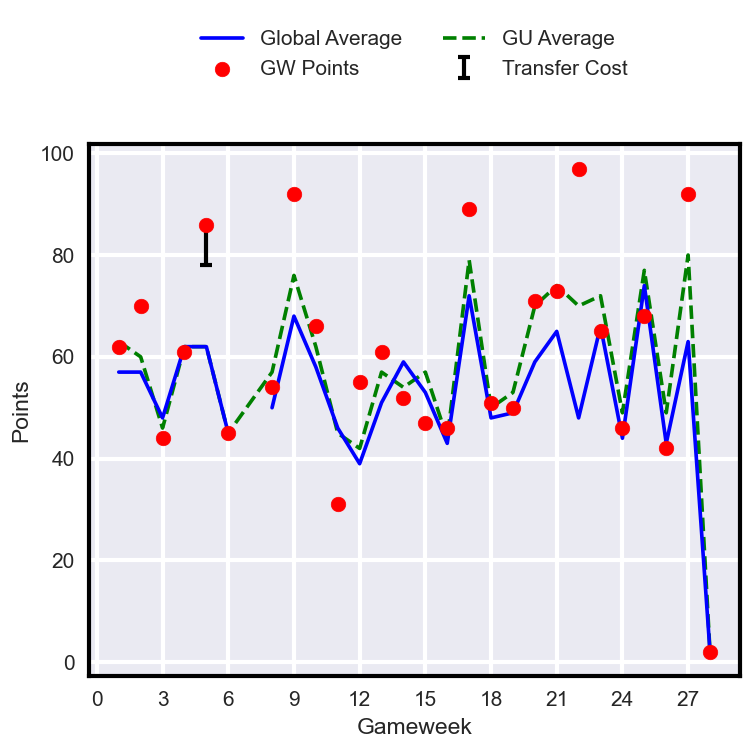 Global Average
GU Average
GW Points
Transfer Cost
100
80
60
40
20
0
Points
0 3 6 9 12 15 18 21 24 27
Gameweek